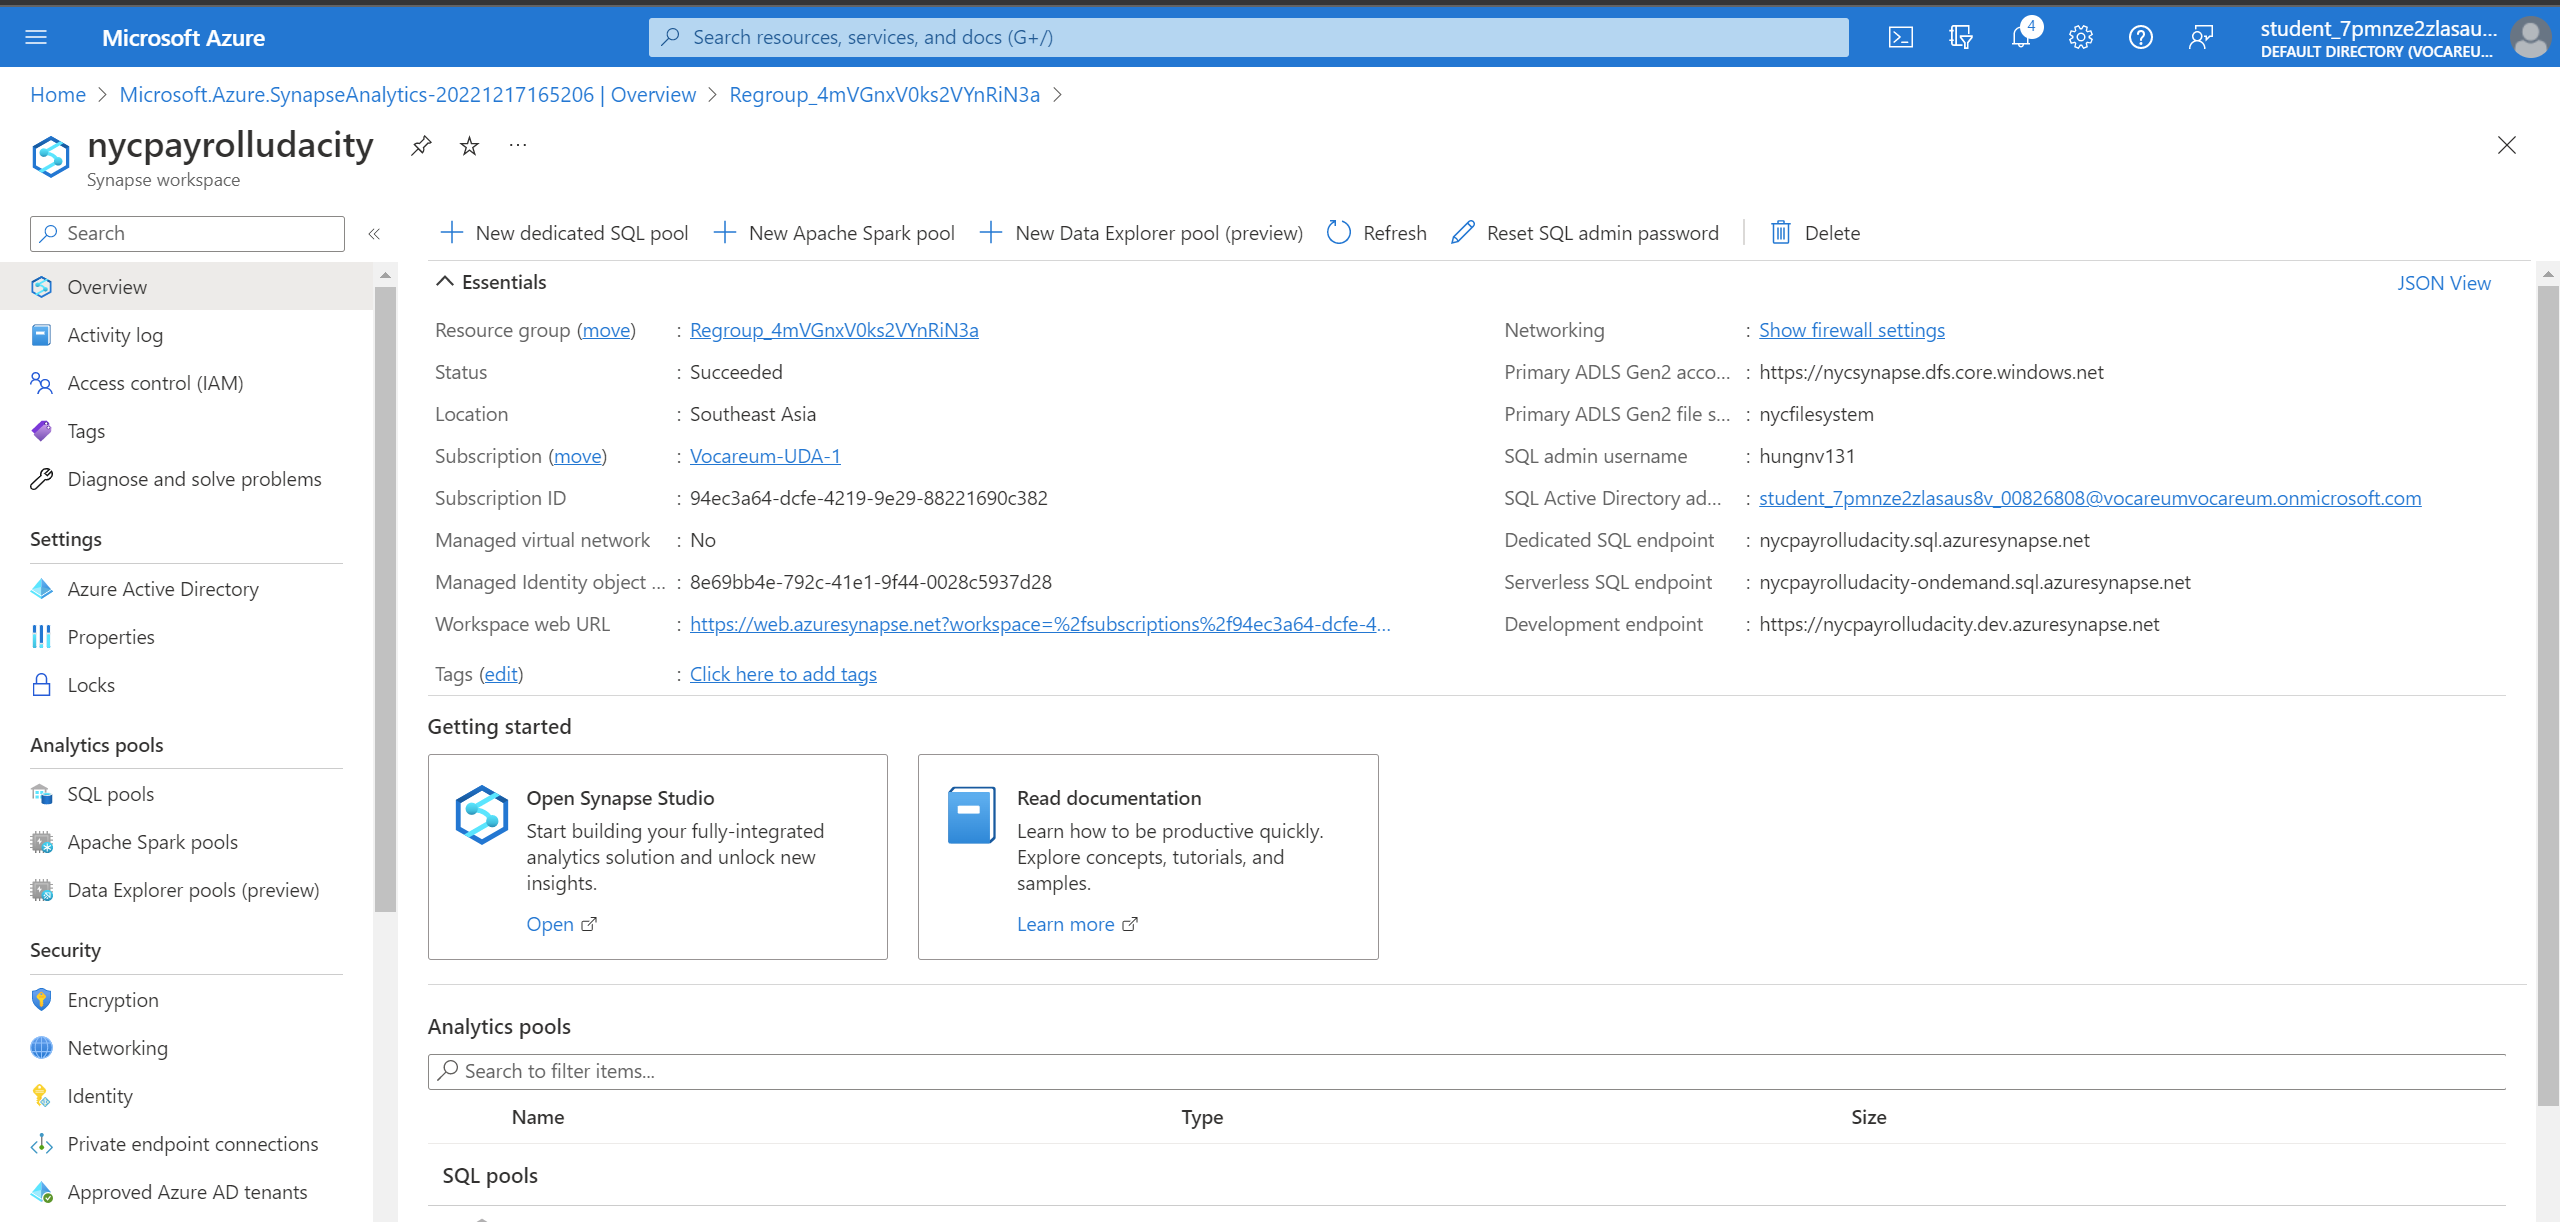 Microsoft Azure
Search resources, services, and docs (G+/)
4
student_7pmnze2zlasau...
DEFAULT DIRECTORY (VOCAREU...
Home > Microsoft.Azure.SynapseAnalytics-20221217165206 | Overview > Regroup_4mVGnxV0ks2VYnRiN3a >
nycpayrolludacity
Synapse workspace
Search
Overview
Activity log
Access control (IAM)
Tags
Diagnose and solve problems
Settings
Azure Active Directory
Properties
Locks
Analytics pools
SQL pools
Apache Spark pools
Data Explorer pools (preview)
Security
Encryption
Networking
Identity
Private endpoint connections
Approved Azure AD tenants
New dedicated SQL pool New Apache Spark pool New Data Explorer pool (preview) Refresh Reset SQL admin password Delete
Essentials
JSON View
Resource group (move) : Regroup_4mVGnxV0ks2VYnRiN3a
Status : Succeeded
Location : Southeast Asia
Subscription (move) : Vocareum-UDA-1
Subscription ID : 94ec3a64-dcfe-4219-9e29-88221690c382
Managed virtual network : No
Managed Identity object ... : 8e69bb4e-792c-41e1-9f44-0028c5937d28
Workspace web URL : https://web.azuresynapse.net?workspace=%2fsubscriptions%2f94ec3a64-dcfe-4...
Tags (edit) : Click here to add tags
Networking : Show firewall settings
Primary ADLS Gen2 acco... : https://nycsynapse.dfs.core.windows.net
Primary ADLS Gen2 file s... : nycfilesystem
SQL admin username : hungnv131
SQL Active Directory ad... : student_7pmnze2zlasaus8v_00826808@vocareumvocareum.onmicrosoft.com
Dedicated SQL endpoint : nycpayrolludacity.sql.azuresynapse.net
Serverless SQL endpoint : nycpayrolludacity-ondemand.sql.azuresynapse.net
Development endpoint : https://nycpayrolludacity.dev.azuresynapse.net
Getting started
Open Synapse Studio
Start building your fully-integrated
analytics solution and unlock new
insights.
Open
Read documentation
Learn how to be productive quickly.
Explore concepts, tutorials, and
samples.
Learn more
Analytics pools
Search to filter items...
Name Type Size
SQL pools